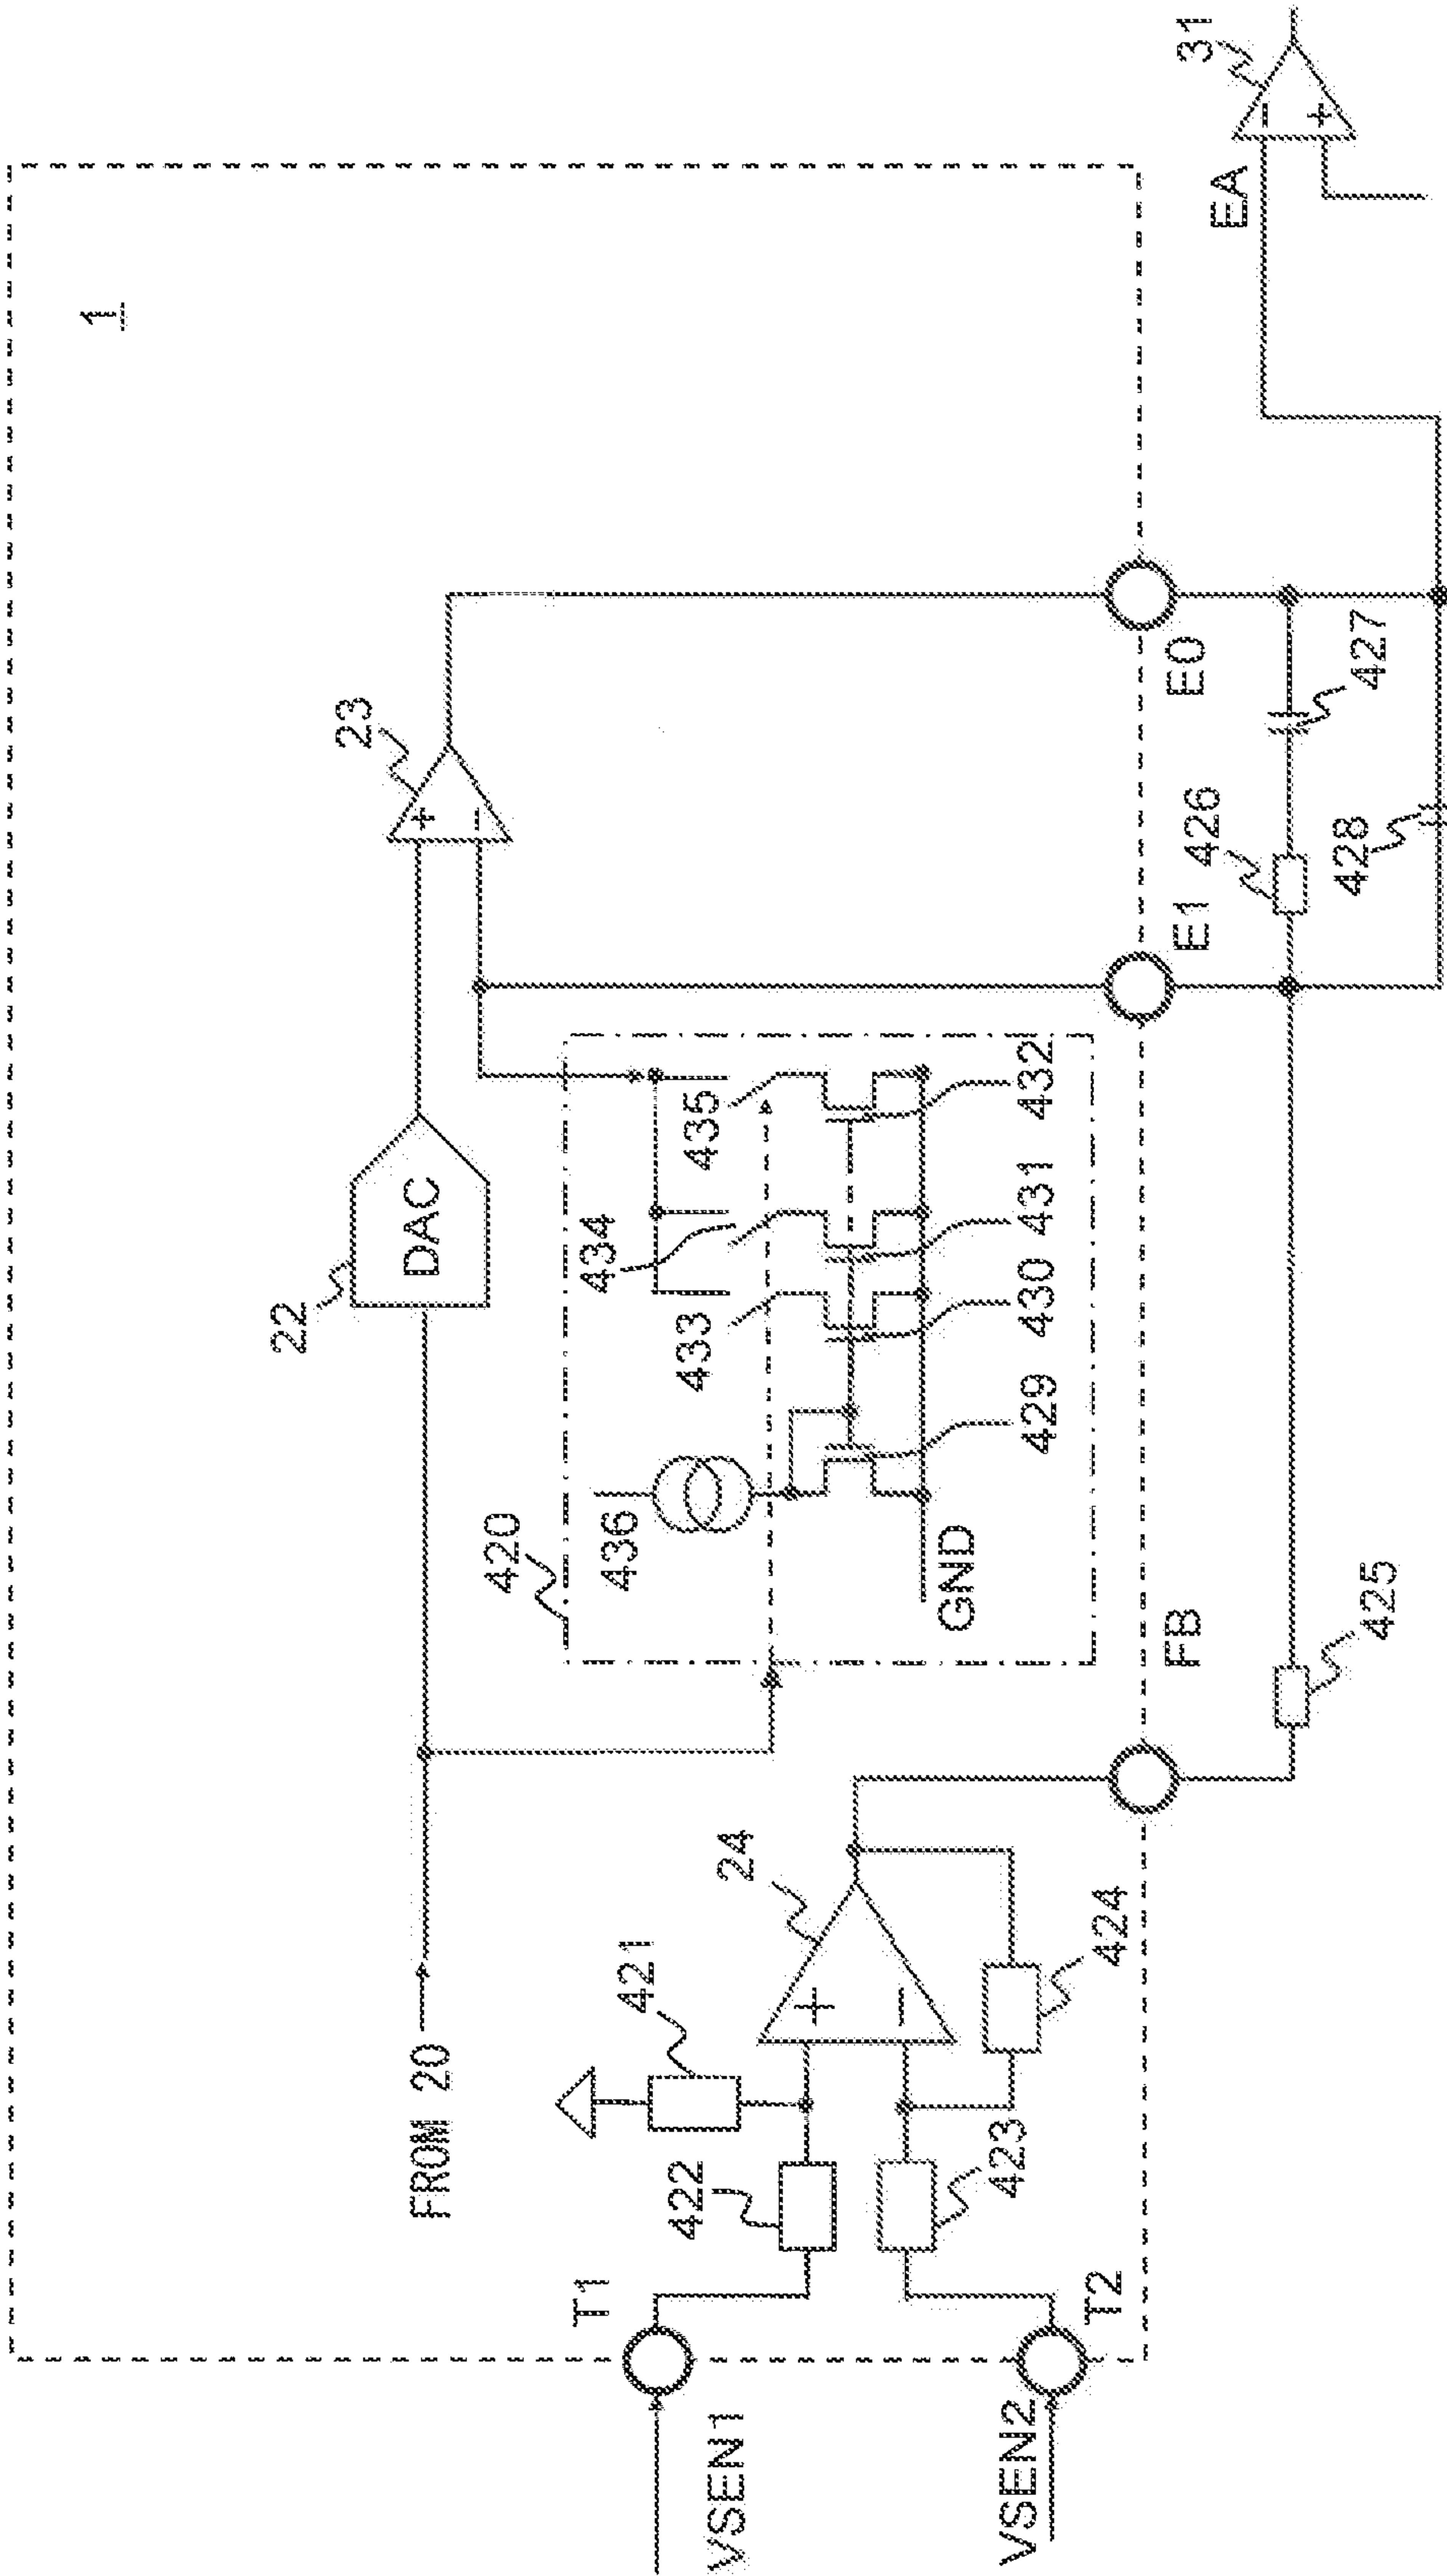 1
22
DAC
23
+
−
FROM 20
420
436
433
434
435
429
430
431
432
GND
T1
VSEN1
422
421
24
+
−
423
424
VSEN2
T2
FB
E1
E0
425
426
427
428
EA
31
−
+